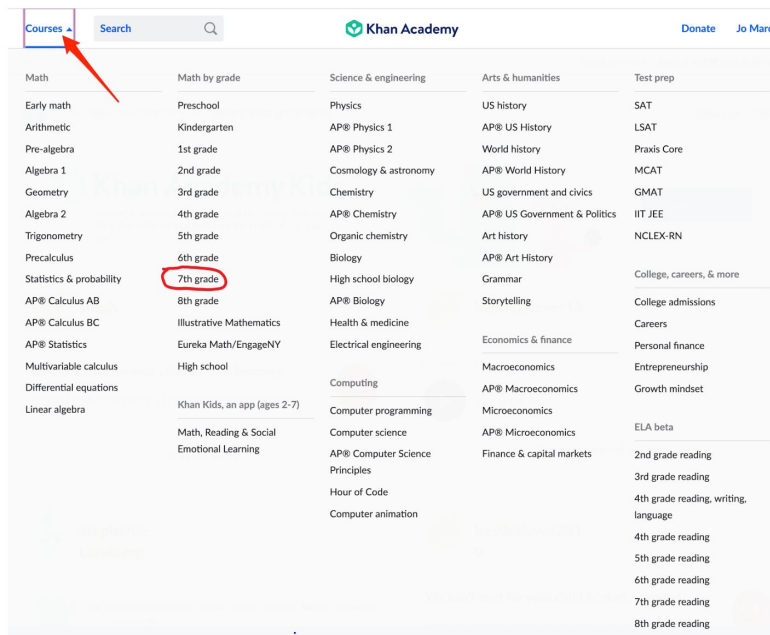 Courses
Search
Khan Academy
Donate
Jo Marc
Math
Early math
Arithmetic
Pre-algebra
Algebra 1
Geometry
Algebra 2
Trigonometry
Precalculus
Statistics & probability
AP® Calculus AB
AP® Calculus BC
AP® Statistics
Multivariable calculus
Differential equations
Linear algebra
Math by grade
Preschool
Kindergarten
1st grade
2nd grade
3rd grade
4th grade
5th grade
6th grade
7th grade
8th grade
Illustrative Mathematics
Eureka Math/EngageNY
High school
Khan Kids, an app (ages 2-7)
Math, Reading & Social
Emotional Learning
Science & engineering
Physics
AP® Physics 1
AP® Physics 2
Cosmology & astronomy
Chemistry
AP® Chemistry
Organic chemistry
Biology
High school biology
AP® Biology
Health & medicine
Electrical engineering
Computing
Computer programming
Computer science
AP® Computer Science
Principles
Hour of Code
Computer animation
Arts & humanities
US history
AP® US History
World history
AP® World History
US government and civics
AP® US Government & Politics
Art history
AP® Art History
Grammar
Storytelling
Economics & finance
Macroeconomics
AP® Macroeconomics
Microeconomics
AP® Microeconomics
Finance & capital markets
Test prep
SAT
LSAT
Praxis Core
MCAT
GMAT
IIT JEE
NCLEX-RN
College, careers, & more
College admissions
Careers
Personal finance
Entrepreneurship
Growth mindset
ELA beta
2nd grade reading
3rd grade reading
4th grade reading, writing,
language
4th grade reading
5th grade reading
6th grade reading
7th grade reading
8th grade reading